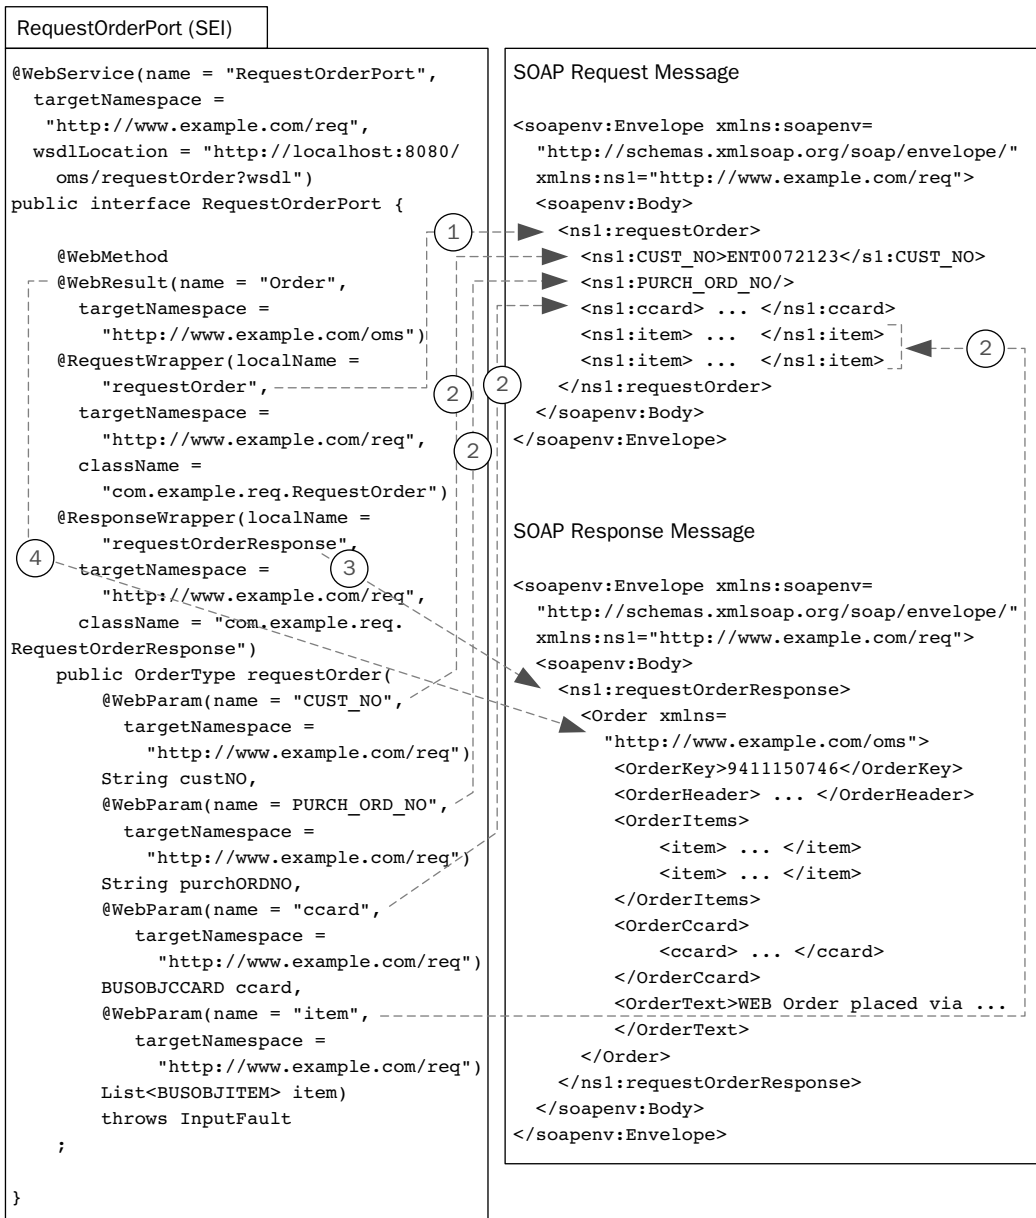 RequestOrderPort (SEI)
@WebService(name = "RequestOrderPort",
targetNamespace =
"http://www.example.com/req",
wsdlLocation = "http://localhost:8080/
oms/requestOrder?wsdl")
public interface RequestOrderPort {
@WebMethod
@WebResult(name = "Order",
targetNamespace =
"http://www.example.com/oms")
@RequestWrapper(localName =
"requestOrder",
targetNamespace =
"http://www.example.com/req",
className =
"com.example.req.RequestOrder")
@ResponseWrapper(localName =
"requestOrderResponse",
targetNamespace =
"http://www.example.com/req",
className = "com.example.req.
RequestOrderResponse")
public OrderType requestOrder(
@WebParam(name = "CUST_NO",
targetNamespace =
"http://www.example.com/req")
String custNO,
@WebParam(name = PURCH_ORD_NO",
targetNamespace =
"http://www.example.com/req")
String purchORDNO,
@WebParam(name = "ccard",
targetNamespace =
"http://www.example.com/req")
BUSOBJCCARD ccard,
@WebParam(name = "item",
targetNamespace =
"http://www.example.com/req")
List<BUSOBJITEM> item)
throws InputFault
;
}
1
2
2
2
2
3
4
SOAP Request Message
<soapenv:Envelope xmlns:soapenv=
"http://schemas.xmlsoap.org/soap/envelope/"
xmlns:ns1="http://www.example.com/req">
<soapenv:Body>
<ns1:requestOrder>
<ns1:CUST_NO>ENT0072123</s1:CUST_NO>
<ns1:PURCH_ORD_NO/>
<ns1:ccard> ... </ns1:ccard>
<ns1:item> ... </ns1:item>
<ns1:item> ... </ns1:item>
</ns1:requestOrder>
</soapenv:Body>
</soapenv:Envelope>
SOAP Response Message
<soapenv:Envelope xmlns:soapenv=
"http://schemas.xmlsoap.org/soap/envelope/"
xmlns:ns1="http://www.example.com/req">
<soapenv:Body>
<ns1:requestOrderResponse>
<Order xmlns=
"http://www.example.com/oms">
<OrderKey>9411150746</OrderKey>
<OrderHeader> ... </OrderHeader>
<OrderItems>
<item> ... </item>
<item> ... </item>
</OrderItems>
<OrderCcard>
<ccard> ... </ccard>
</OrderCcard>
<OrderText>WEB Order placed via ...
</OrderText>
</Order>
</ns1:requestOrderResponse>
</soapenv:Body>
</soapenv:Envelope>